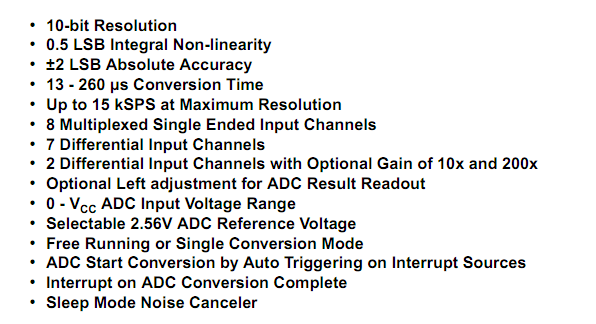 • 10-bit Resolution
• 0.5 LSB Integral Non-linearity
• ±2 LSB Absolute Accuracy
• 13 - 260 µs Conversion Time
• Up to 15 kSPS at Maximum Resolution
• 8 Multiplexed Single Ended Input Channels
• 7 Differential Input Channels
• 2 Differential Input Channels with Optional Gain of 10x and 200x
• Optional Left adjustment for ADC Result Readout
• 0 - VCC ADC Input Voltage Range
• Selectable 2.56V ADC Reference Voltage
• Free Running or Single Conversion Mode
• ADC Start Conversion by Auto Triggering on Interrupt Sources
• Interrupt on ADC Conversion Complete
• Sleep Mode Noise Canceler